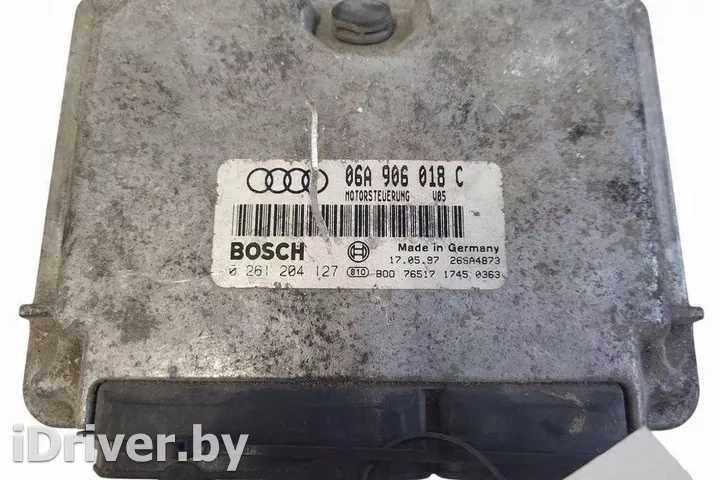 06A 906 018 C
MOTORSTEUERUNG V05
BOSCH
Made in Germany
17.05.97 26SA4873
0 261 204 127 810 B00 76517 1745 0363
iDriver.by